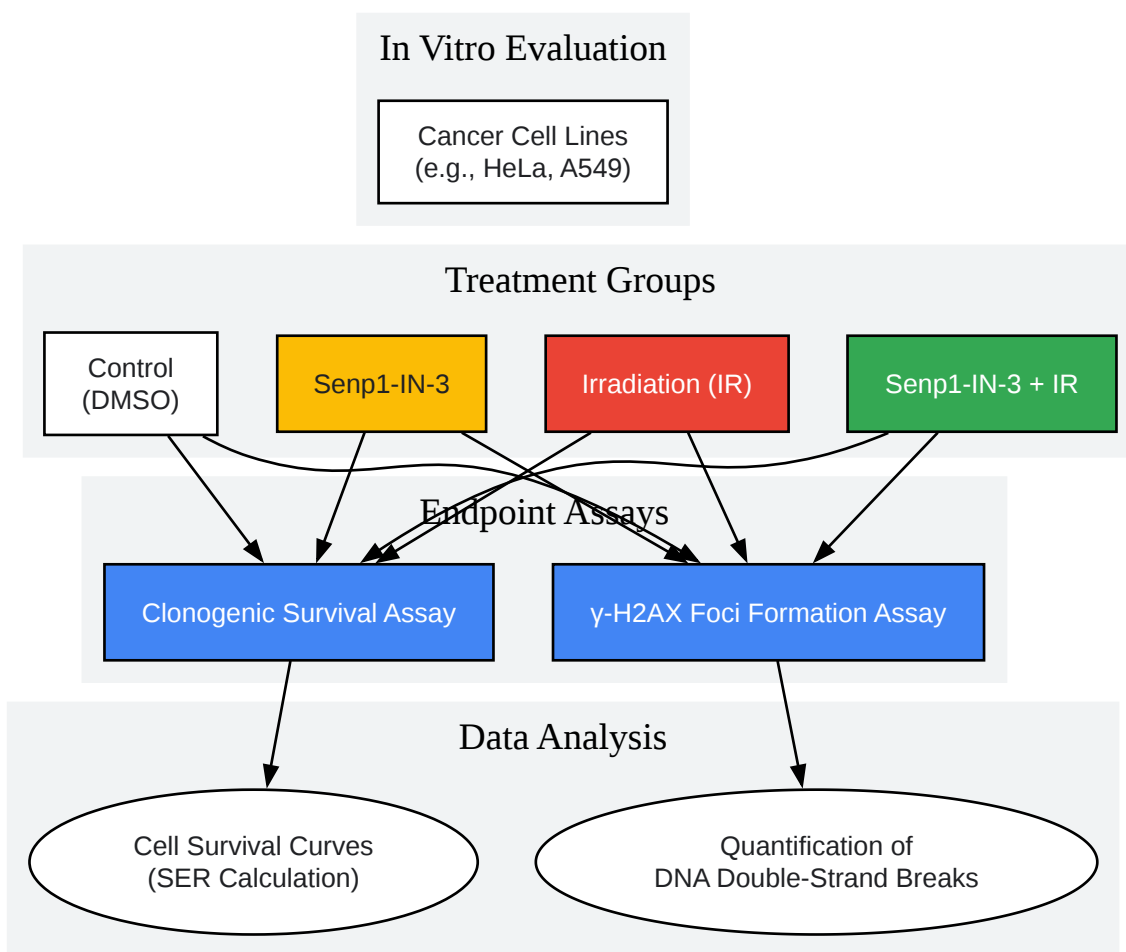 In Vitro Evaluation
Cancer Cell Lines
(e.g., HeLa, A549)
Treatment Groups
Control
(DMSO)
Senp1-IN-3
Irradiation (IR)
Senp1-IN-3 + IR
Endpoint Assays
Clonogenic Survival Assay
γ-H2AX Foci Formation Assay
Data Analysis
Cell Survival Curves
(SER Calculation)
Quantification of
DNA Double-Strand Breaks